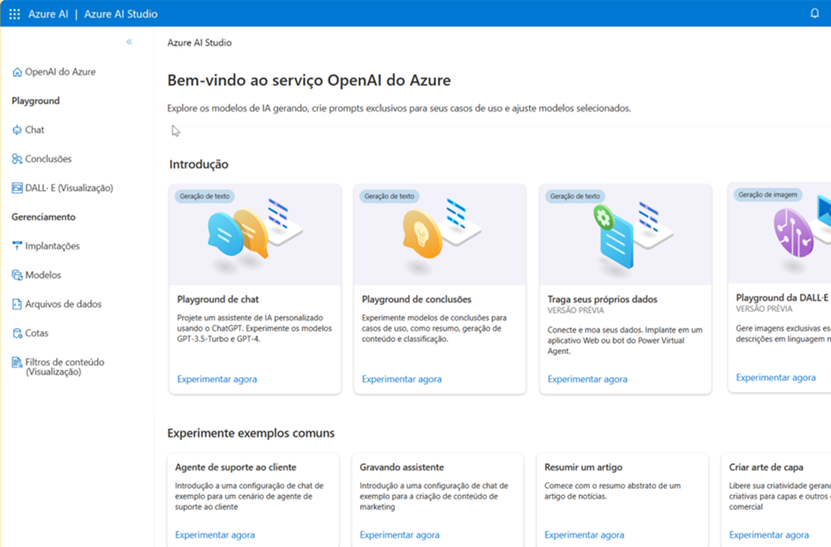 Azure AI | Azure AI Studio
«
OpenAI do Azure
Playground
Chat
Conclusões
DALL· E (Visualização)
Gerenciamento
Implantações
Modelos
Arquivos de dados
Cotas
Filtros de conteúdo
(Visualização)
Azure AI Studio
Bem-vindo ao serviço OpenAI do Azure
Explore os modelos de IA gerando, crie prompts exclusivos para seus casos de uso e ajuste modelos selecionados.
Introdução
Geração de texto
Playground de chat
Projete um assistente de IA personalizado
usando o ChatGPT. Experimente os modelos
GPT-3.5-Turbo e GPT-4.
Experimentar agora
Geração de texto
Playground de conclusões
Experimente modelos de conclusões para
casos de uso, como resumo, geração de
conteúdo e classificação.
Experimentar agora
Geração de texto
Traga seus próprios dados
VERSÃO PRÉVIA
Conecte e moa seus dados. Implante em um
aplicativo Web ou bot do Power Virtual
Agent.
Experimentar agora
Geração de imagem
Playground da DALL·E
VERSÃO PRÉVIA
Gere imagens exclusivas es
descrições em linguagem n
Experimentar agora
Experimente exemplos comuns
Agente de suporte ao cliente
Introdução a uma configuração de chat de
exemplo para um cenário de agente de
suporte ao cliente
Experimentar agora
Gravando assistente
Introdução a uma configuração de chat de
exemplo para a criação de conteúdo de
marketing
Experimentar agora
Resumir um artigo
Comece com o resumo abstrato de um
artigo de notícias.
Experimentar agora
Criar arte de capa
Libere sua criatividade geran
criativas para capas e outros
comercial
Experimentar agora